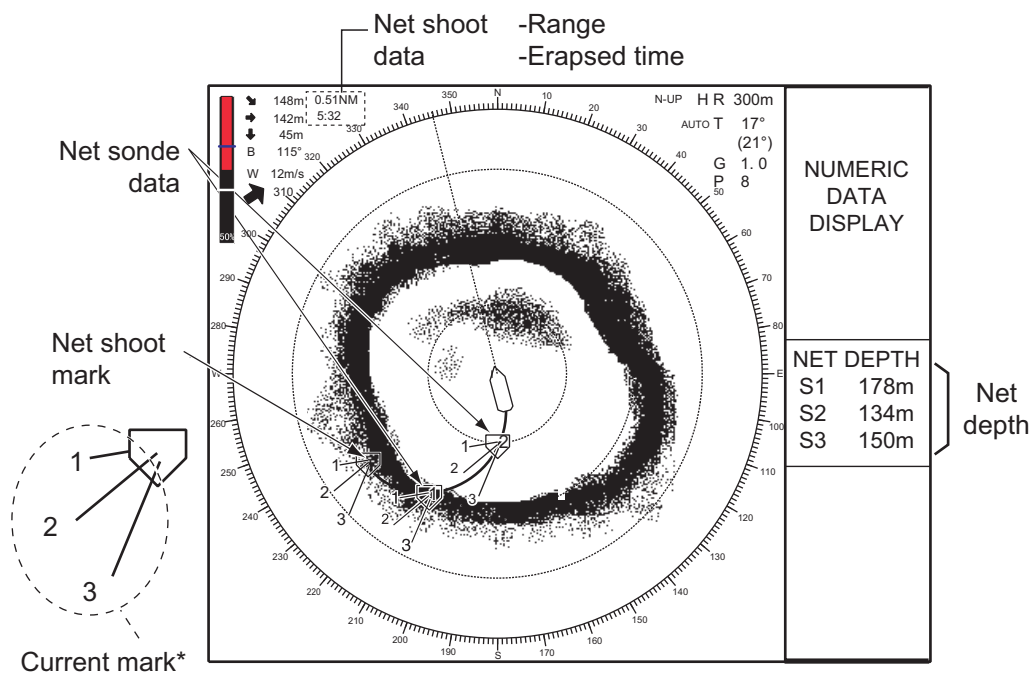 Net shoot data
-Range
-Erapsed time
Net sonde data
Net shoot mark
148m
142m
45m
B 115°
W 12m/s
50%
0.51NM
5:32
N-UP H R 300m
AUTO T 17°
(21°)
G 1. 0
P 8
N
10
20
30
40
50
60
70
80
E
100
110
120
130
140
150
160
170
S
190
200
210
220
230
240
250
260
W
280
290
300
310
320
330
340
350
1
2
3
1
1
2
3
2
1
2
3
NUMERIC
DATA
DISPLAY
NET DEPTH
S1 178m
S2 134m
S3 150m
Net
depth
1
2
3
Current mark*